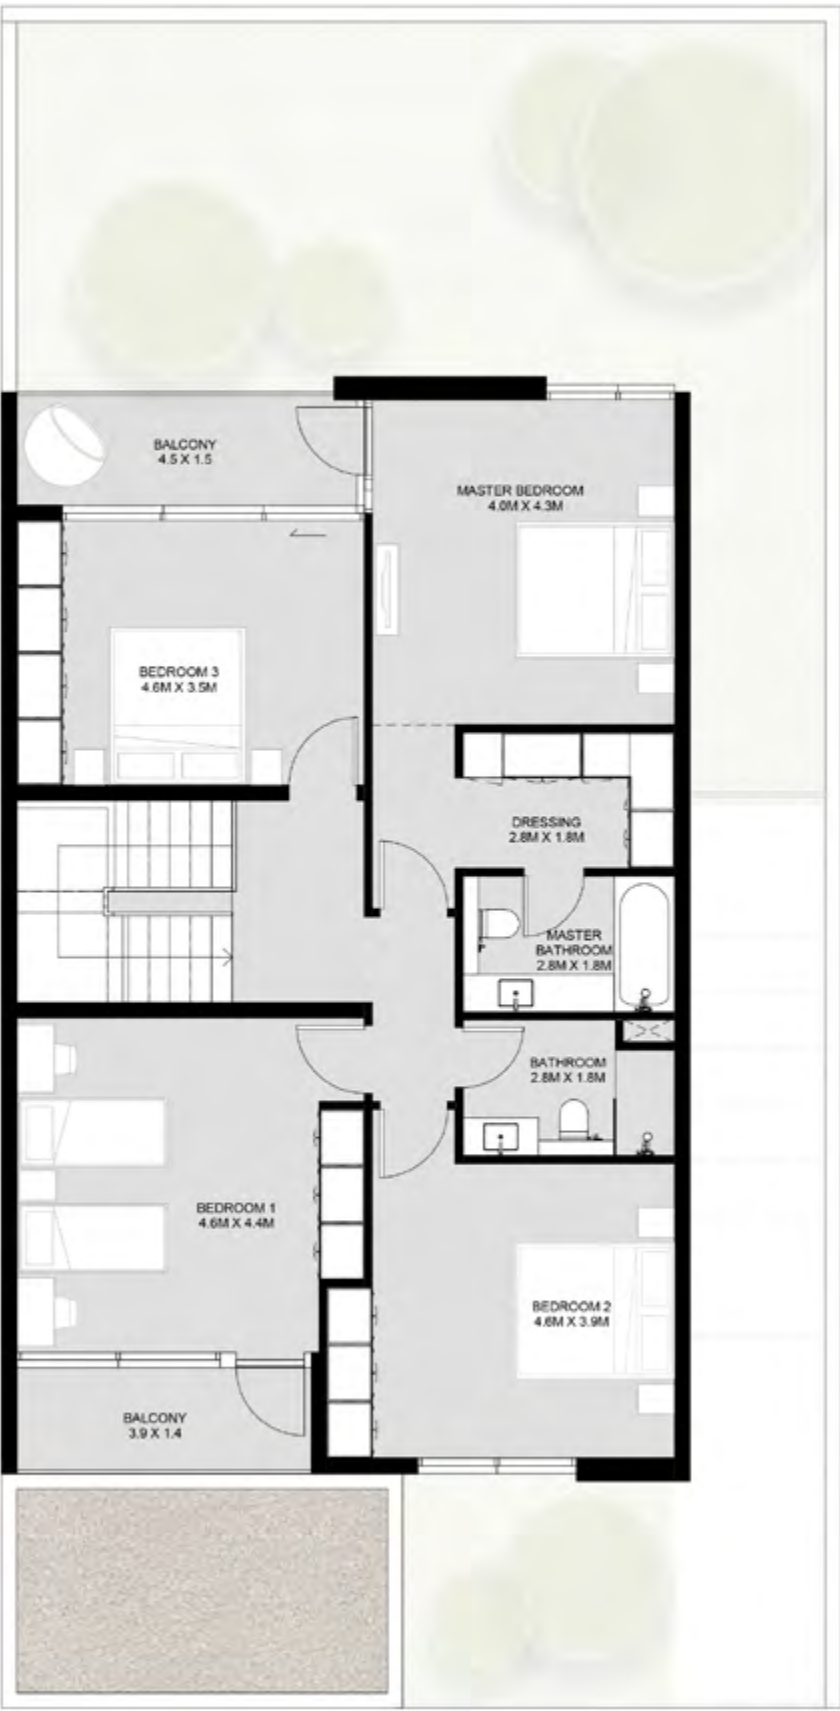 BALCONY
4.5 X 1.5
MASTER BEDROOM
4.0M X 4.3M
BEDROOM 3
4.6M X 3.5M
DRESSING
2.8M X 1.8M
MASTER
BATHROOM
2.8M X 1.8M
BATHROOM
2.8M X 1.8M
BEDROOM 1
4.6M X 4.4M
BEDROOM 2
4.6M X 3.9M
BALCONY
3.9 X 1.4